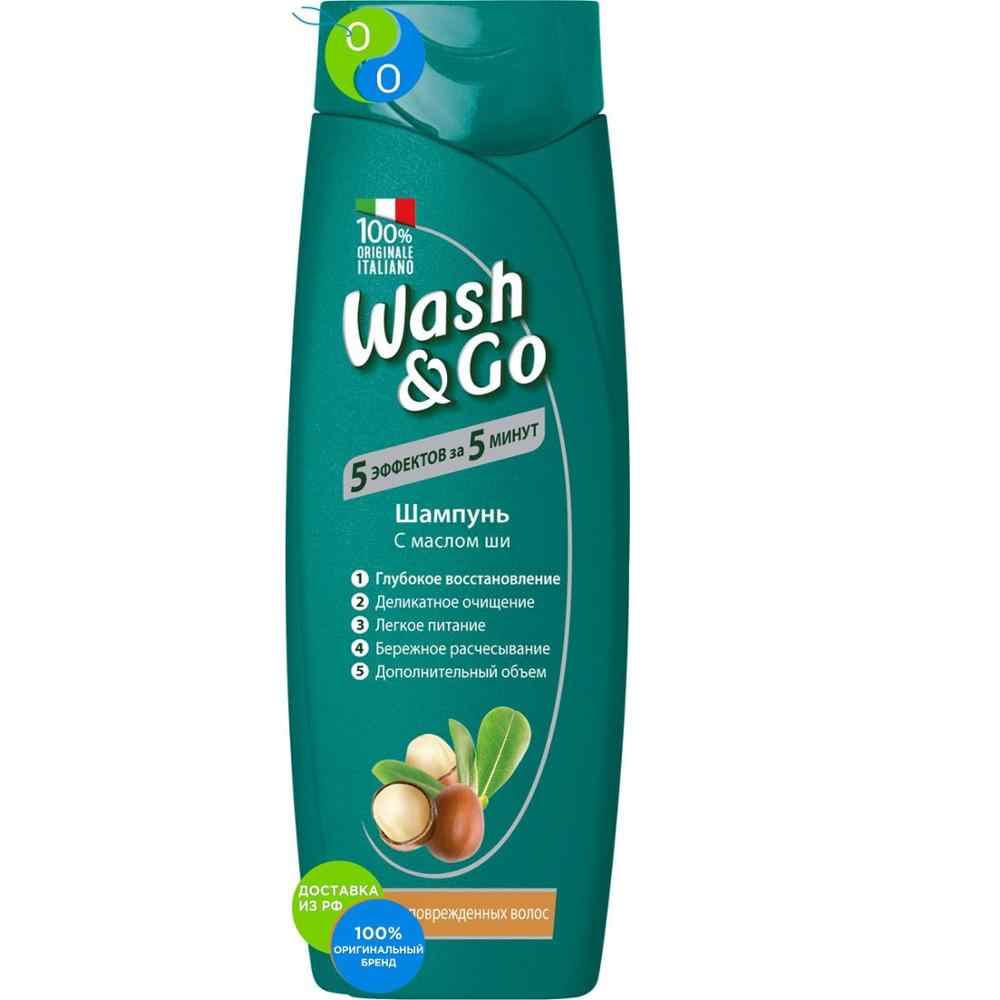 O
O
100%
ORIGINALE
ITALIANO
Wash
&Go
5 ЭФФЕКТОВ за 5 МИНУТ
Шампунь
С маслом ши
1 Глубокое восстановление
2 Деликатное очищение
3 Легкое питание
4 Бережное расчесывание
5 Дополнительный объем
поврежденных волос
ДОСТАВКА
ИЗ РФ
100%
ОРИГИНАЛЬНЫЙ
БРЕНД